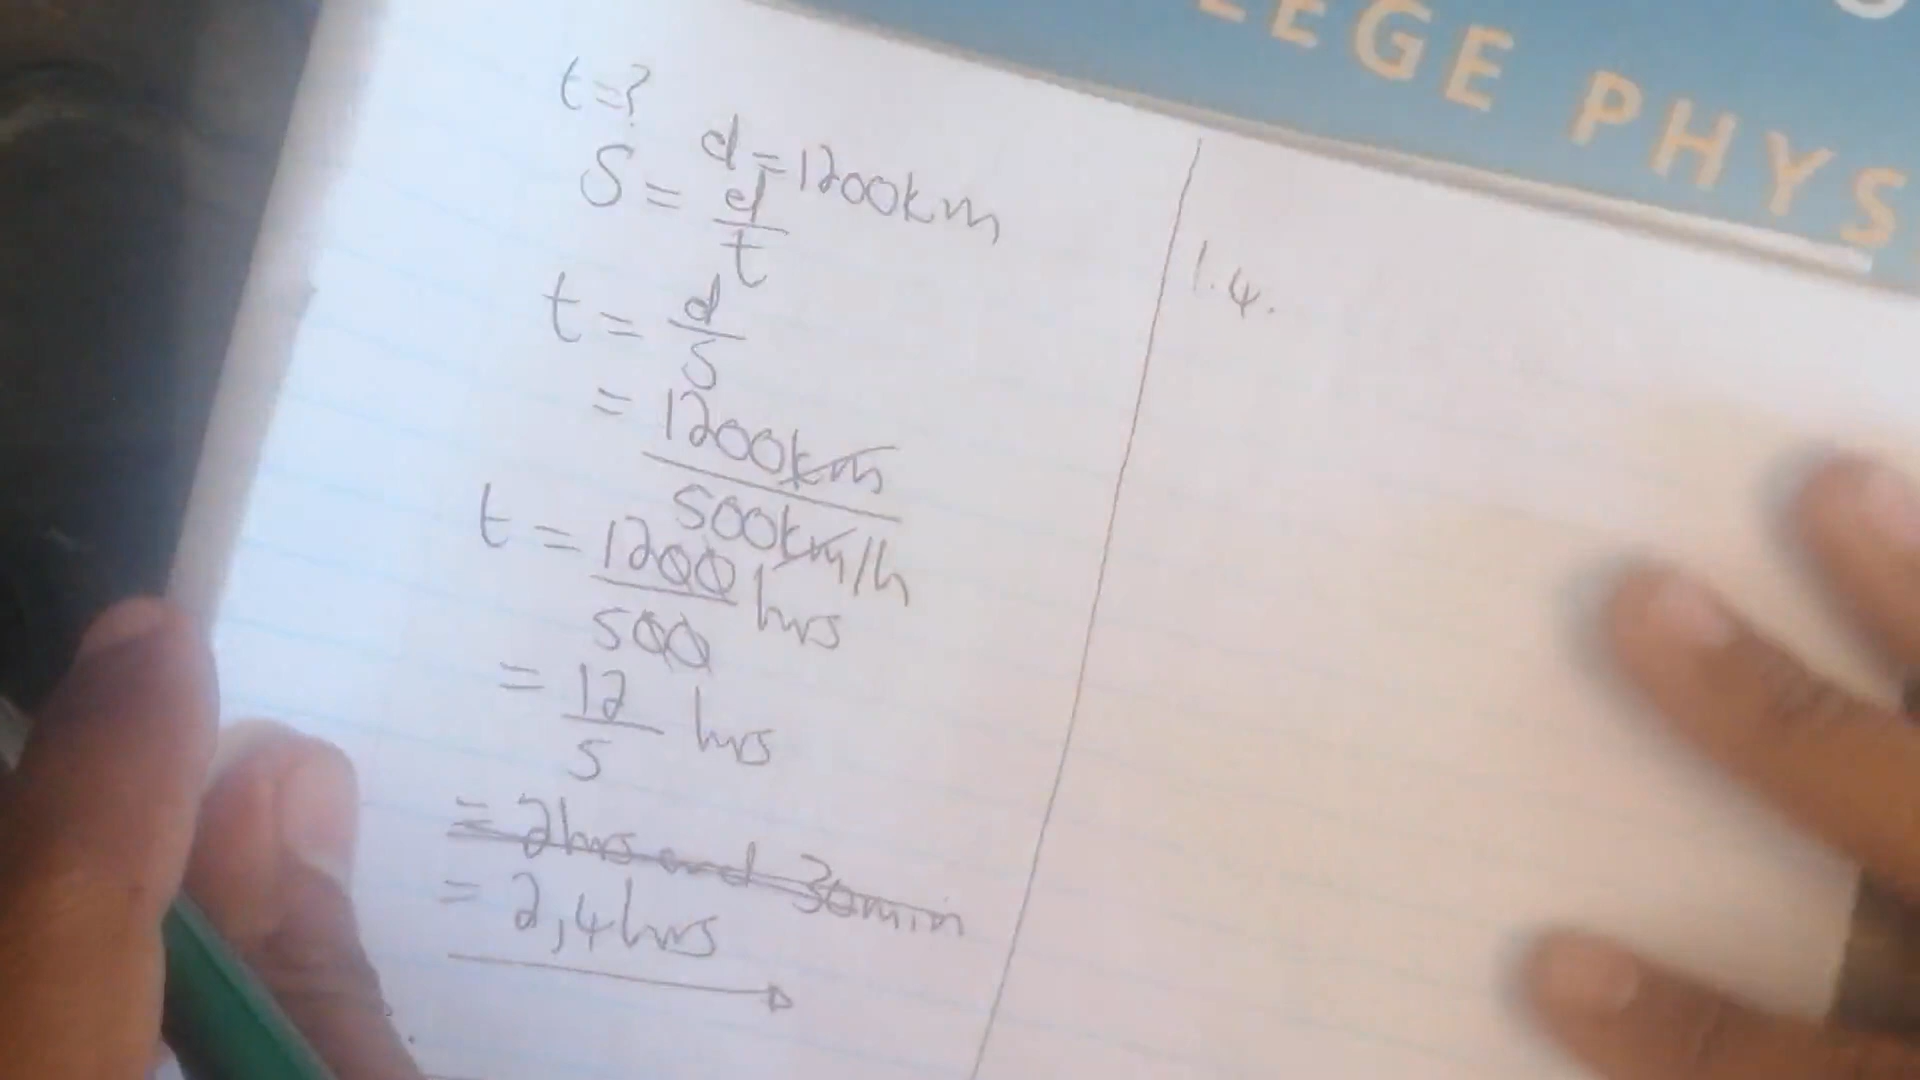 LEGE PHYS
t=?
d=1200km
S = d/t
t = d/S
= 1200km/500km/h
t = 1200/500 hrs
= 12/5 hrs
= 2hrs and 30min
= 2,4hrs
1.4.